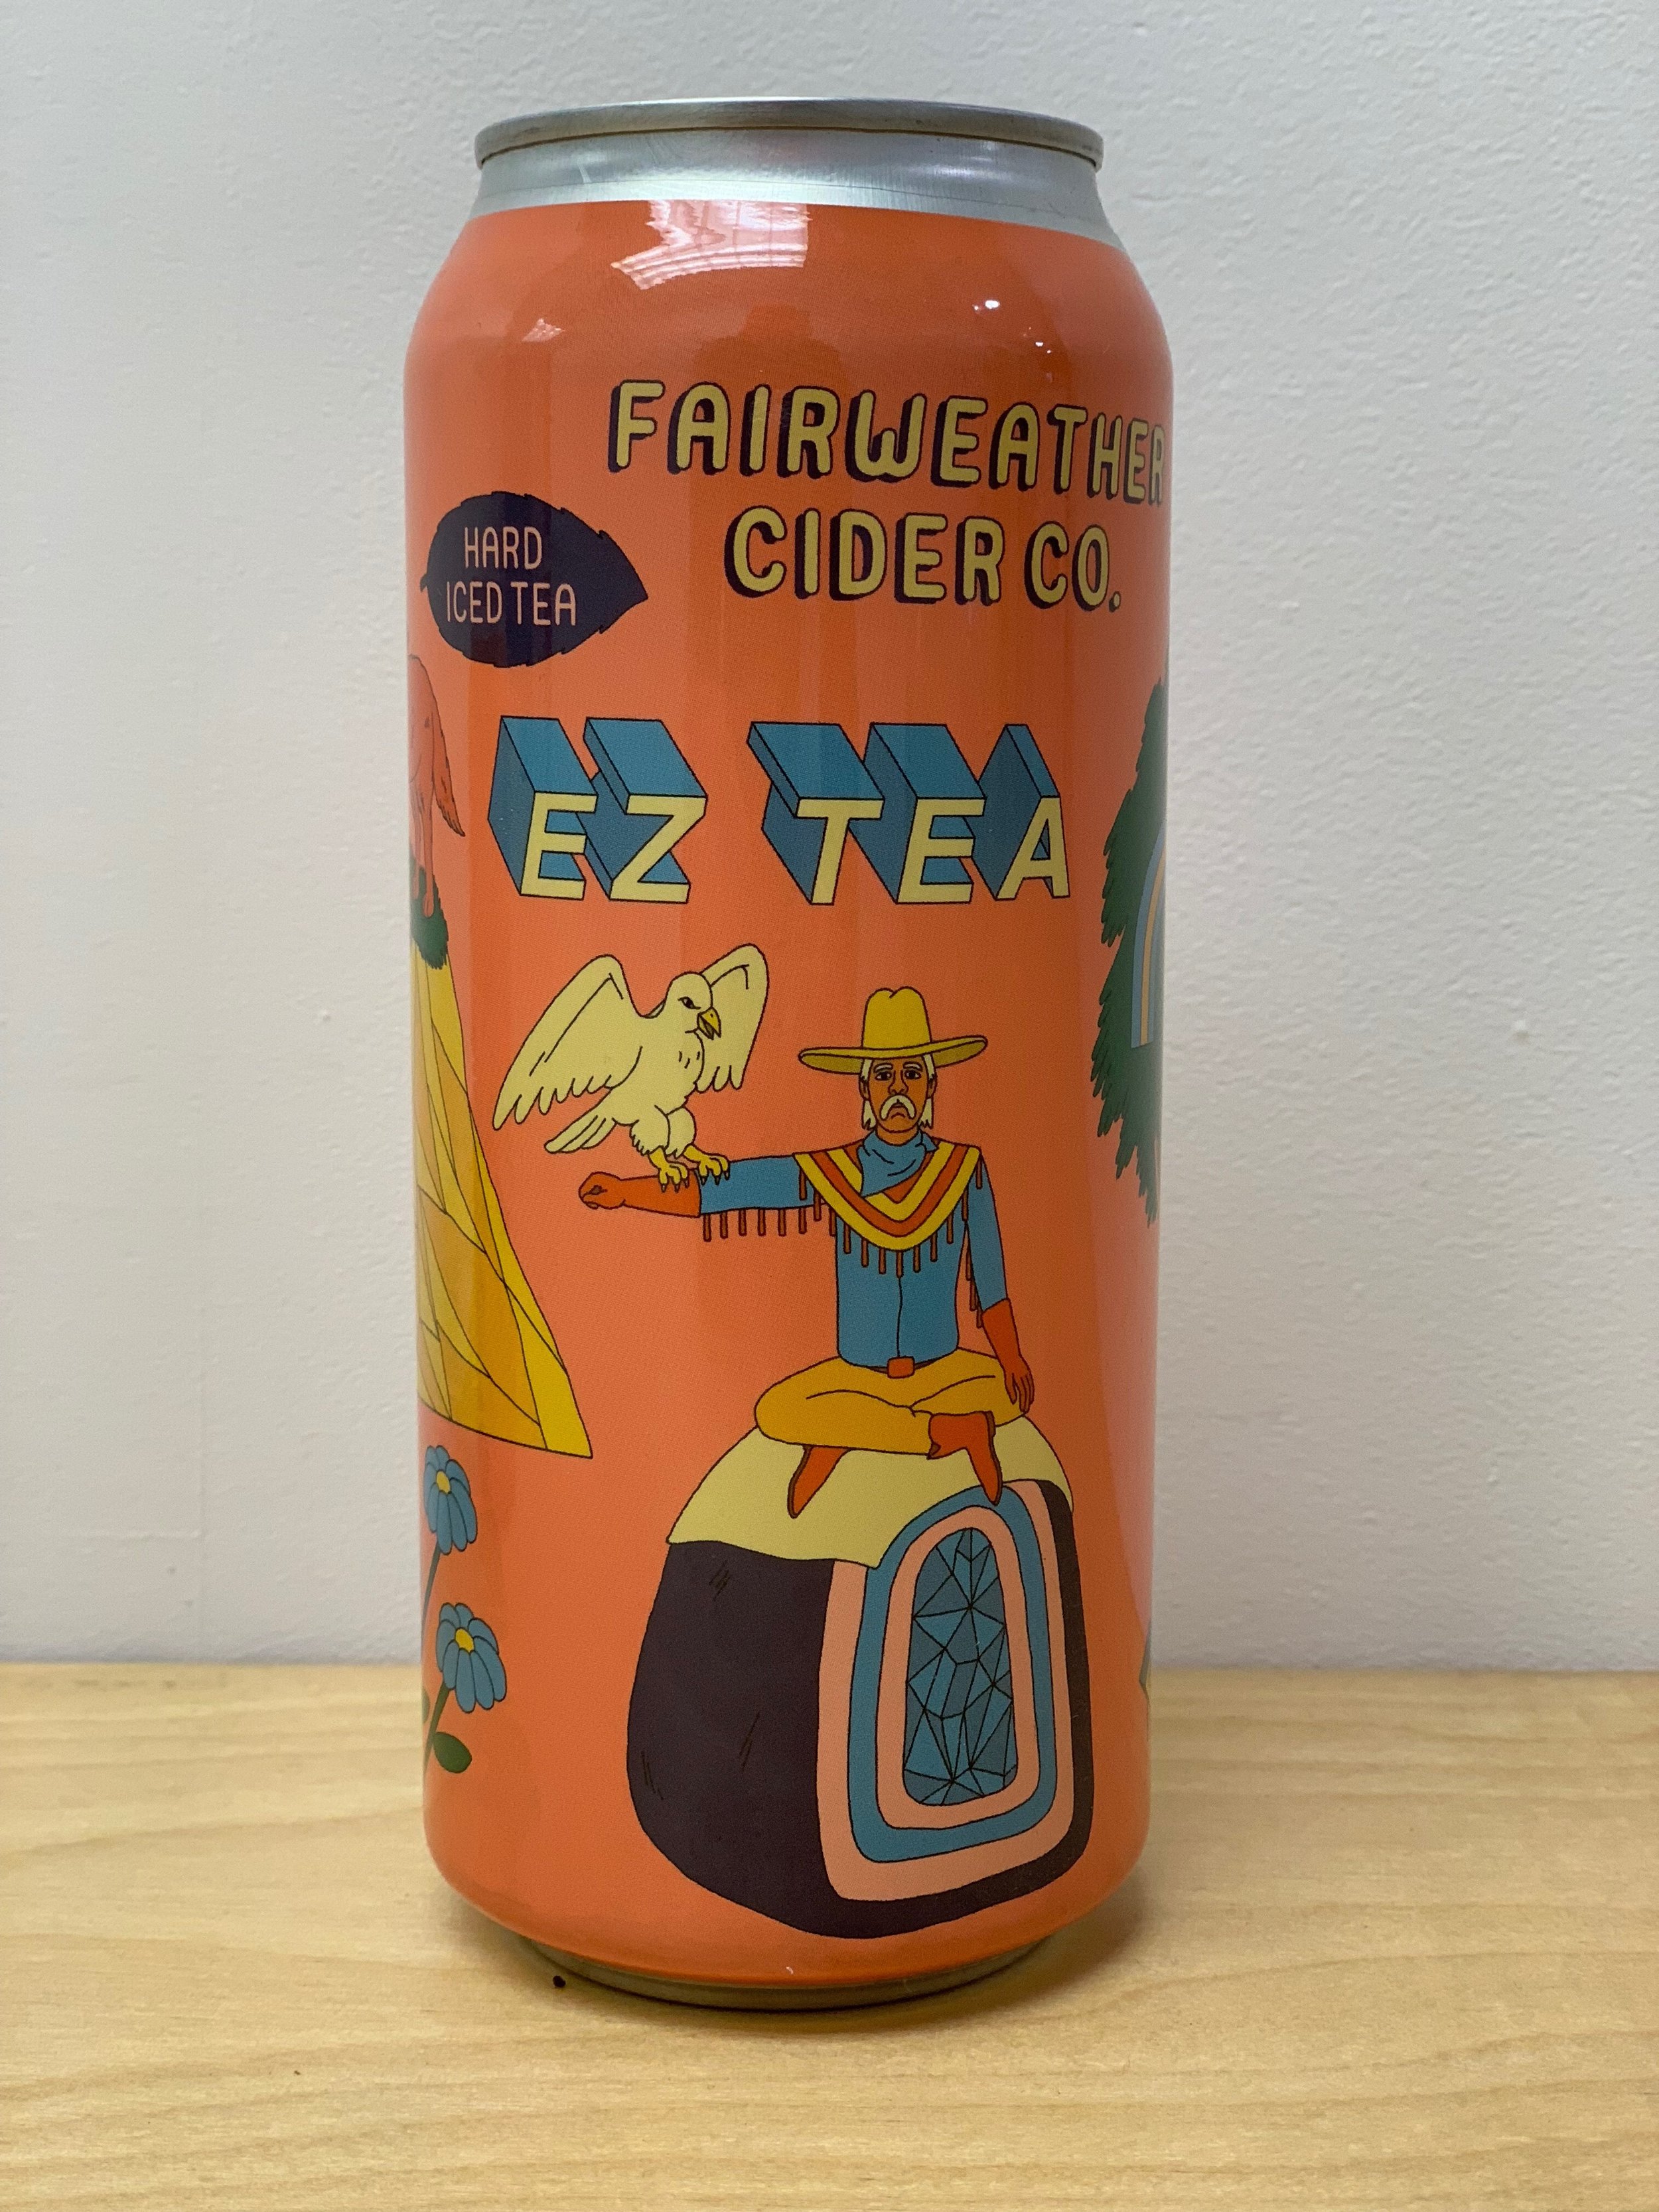 FAIRWEATHER
CIDER CO.
HARD
ICED TEA
EZ TEA